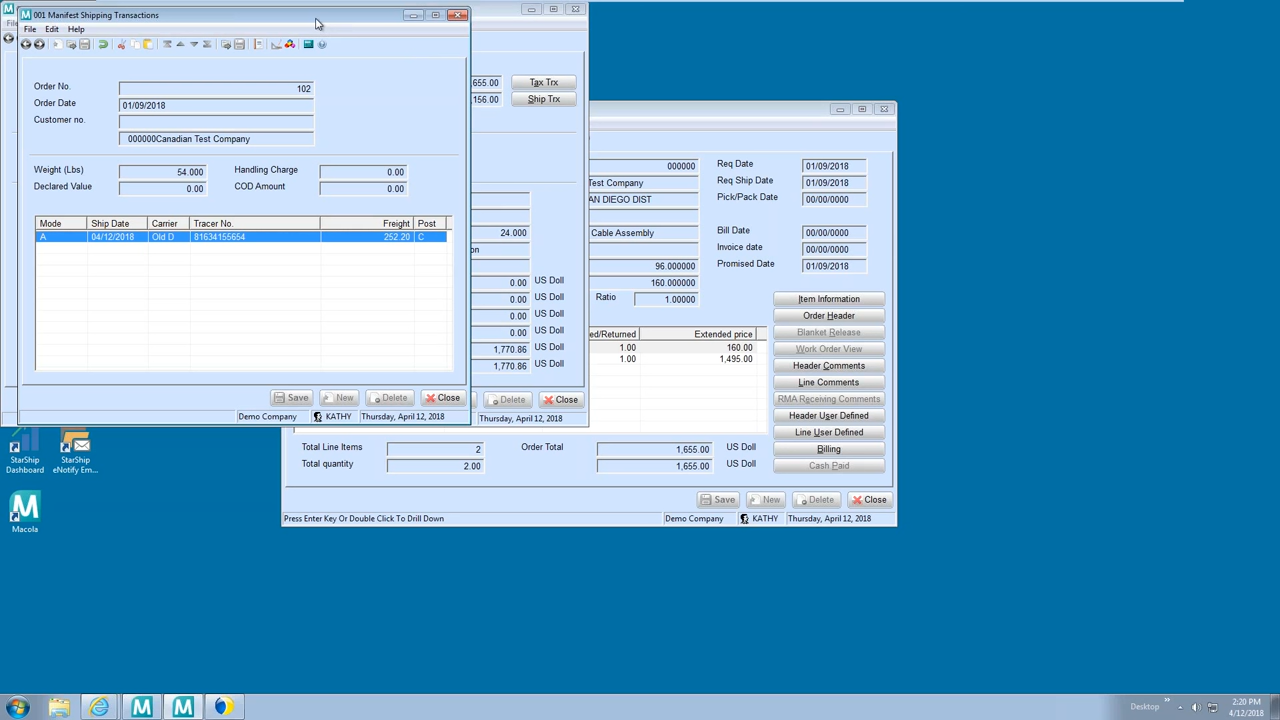 001 Manifest Shipping Transactions
File Edit Help
Order No. 102
Order Date 01/09/2018
Customer no.
000000Canadian Test Company
Weight (Lbs) 54.000 Handling Charge 0.00
Declared Value 0.00 COD Amount 0.00
Mode Ship Date Carrier Tracer No. Freight Post
A 04/12/2018 Old D 81634155654 252.20 C
Save New Delete Close
Demo Company KATHY Thursday, April 12, 2018
655.00 Tax Trx
156.00 Ship Trx
24.000
on
0.00 US Doll
0.00 US Doll
0.00 US Doll
0.00 US Doll
1,770.86 US Doll
1,770.86 US Doll
Delete Close
KATHY Thursday, April 12, 2018
000000 Req Date 01/09/2018
Test Company Req Ship Date 01/09/2018
AN DIEGO DIST Pick/Pack Date 00/00/0000
Cable Assembly Bill Date 00/00/0000
Invoice date 00/00/0000
96.000000 Promised Date 01/09/2018
160.000000
Ratio 1.00000
ed/Returned Extended price
1.00 160.00
1.00 1,495.00
Item Information
Order Header
Blanket Release
Work Order View
Header Comments
Line Comments
RMA Receiving Comments
Header User Defined
Line User Defined
Billing
Cash Paid
Total Line Items 2 Order Total 1,655.00 US Doll
Total quantity 2.00 1,655.00 US Doll
Save New Delete Close
Press Enter Key Or Double Click To Drill Down Demo Company KATHY Thursday, April 12, 2018
StarShip Dashboard
StarShip eNotify Em...
Macola
Desktop
2:20 PM
4/12/2018